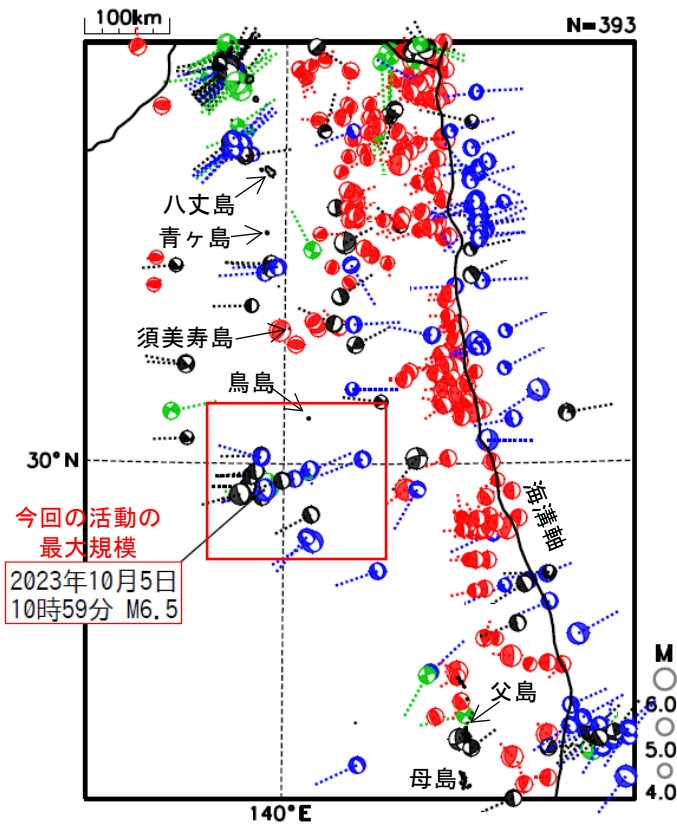 100km
N=393
八丈島
青ヶ島
須美寿島
鳥島
30°N
海溝軸
今回の活動の
最大規模
2023年10月5日
10時59分 M6.5
父島
母島
M
6.0
5.0
4.0
140°E